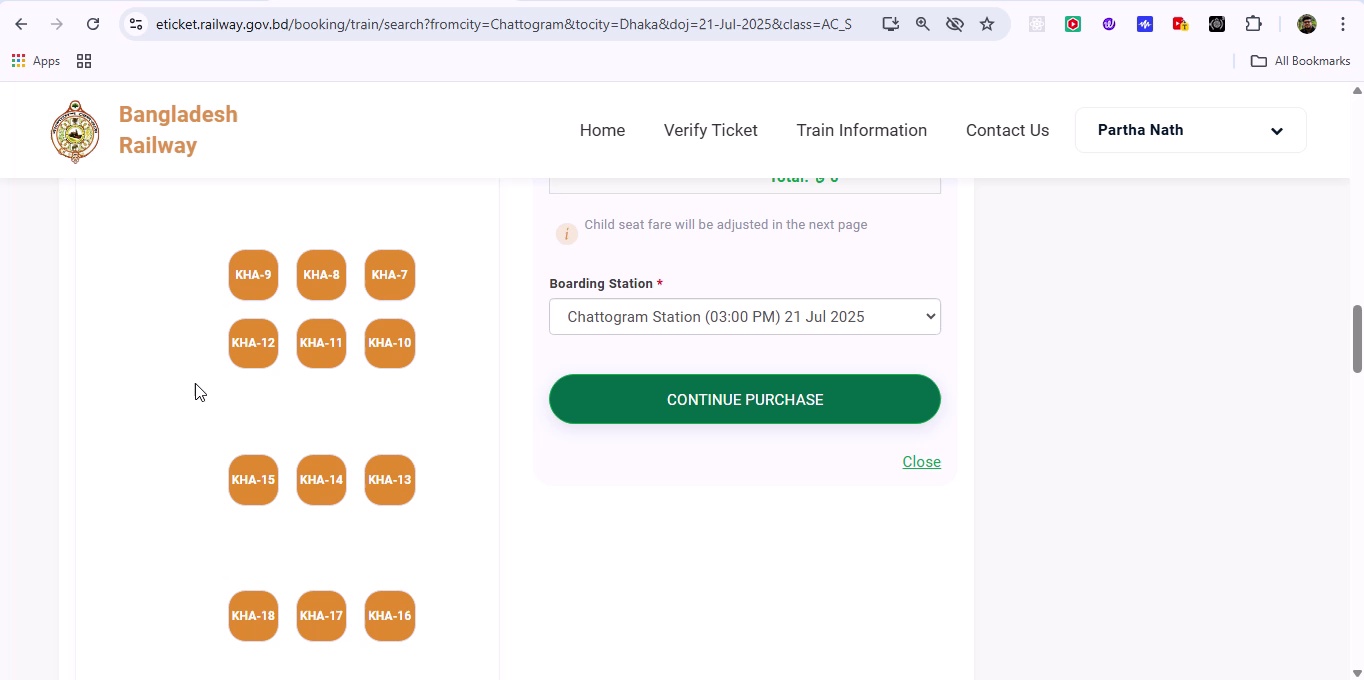 eticket.railway.gov.bd/booking/train/search?fromcity=Chattogram&tocity=Dhaka&doj=21-Jul-2025&class=AC_S
Apps
All Bookmarks
Bangladesh
Railway
Home
Verify Ticket
Train Information
Contact Us
Partha Nath
Total: ৳ 0
Child seat fare will be adjusted in the next page
Boarding Station *
Chattogram Station (03:00 PM) 21 Jul 2025
CONTINUE PURCHASE
Close
KHA-9 KHA-8 KHA-7
KHA-12 KHA-11 KHA-10
KHA-15 KHA-14 KHA-13
KHA-18 KHA-17 KHA-16